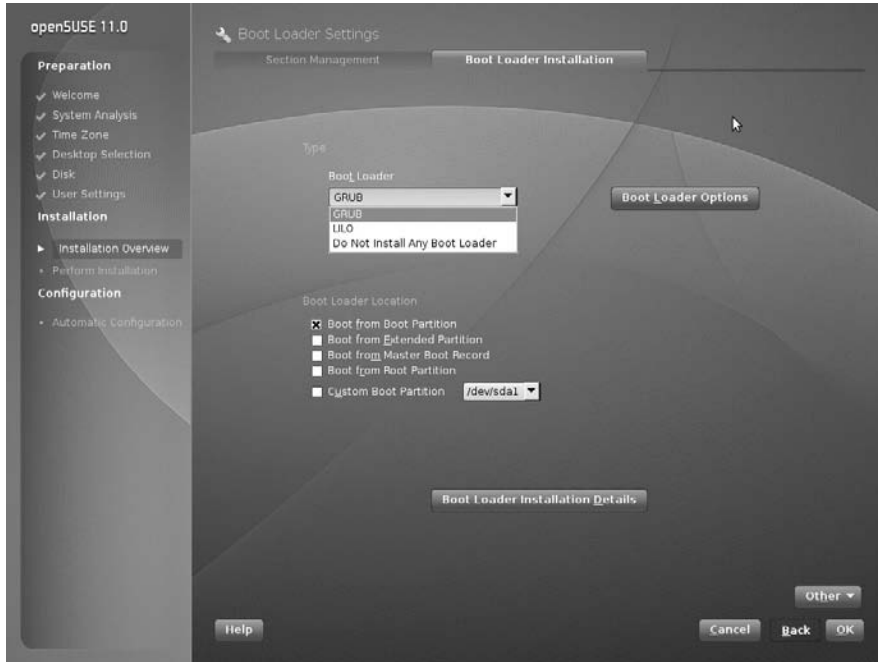 openSUSE 11.0
Preparation
Welcome
System Analysis
Time Zone
Desktop Selection
Disk
User Settings
Installation
Installation Overview
Perform Installation
Configuration
Automatic Configuration
Boot Loader Settings
Section Management
Boot Loader Installation
Type
Boot Loader
GRUB
GRUB
LILO
Do Not Install Any Boot Loader
Boot Loader Options
Boot Loader Location
Boot from Boot Partition
Boot from Extended Partition
Boot from Master Boot Record
Boot from Root Partition
Custom Boot Partition /dev/sda1
Boot Loader Installation Details
Other
Help
Cancel
Back
OK